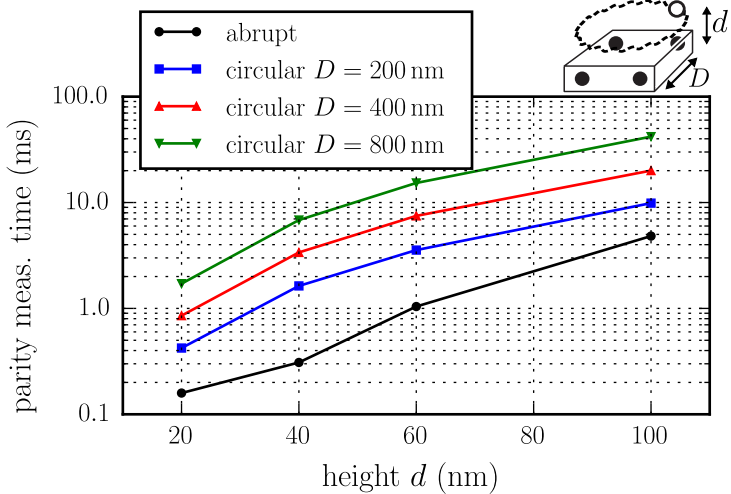 abrupt
circular D = 200 nm
circular D = 400 nm
circular D = 800 nm
d
D
parity meas. time (ms)
100.0
10.0
1.0
0.1
20 40 60 80 100
height d (nm)